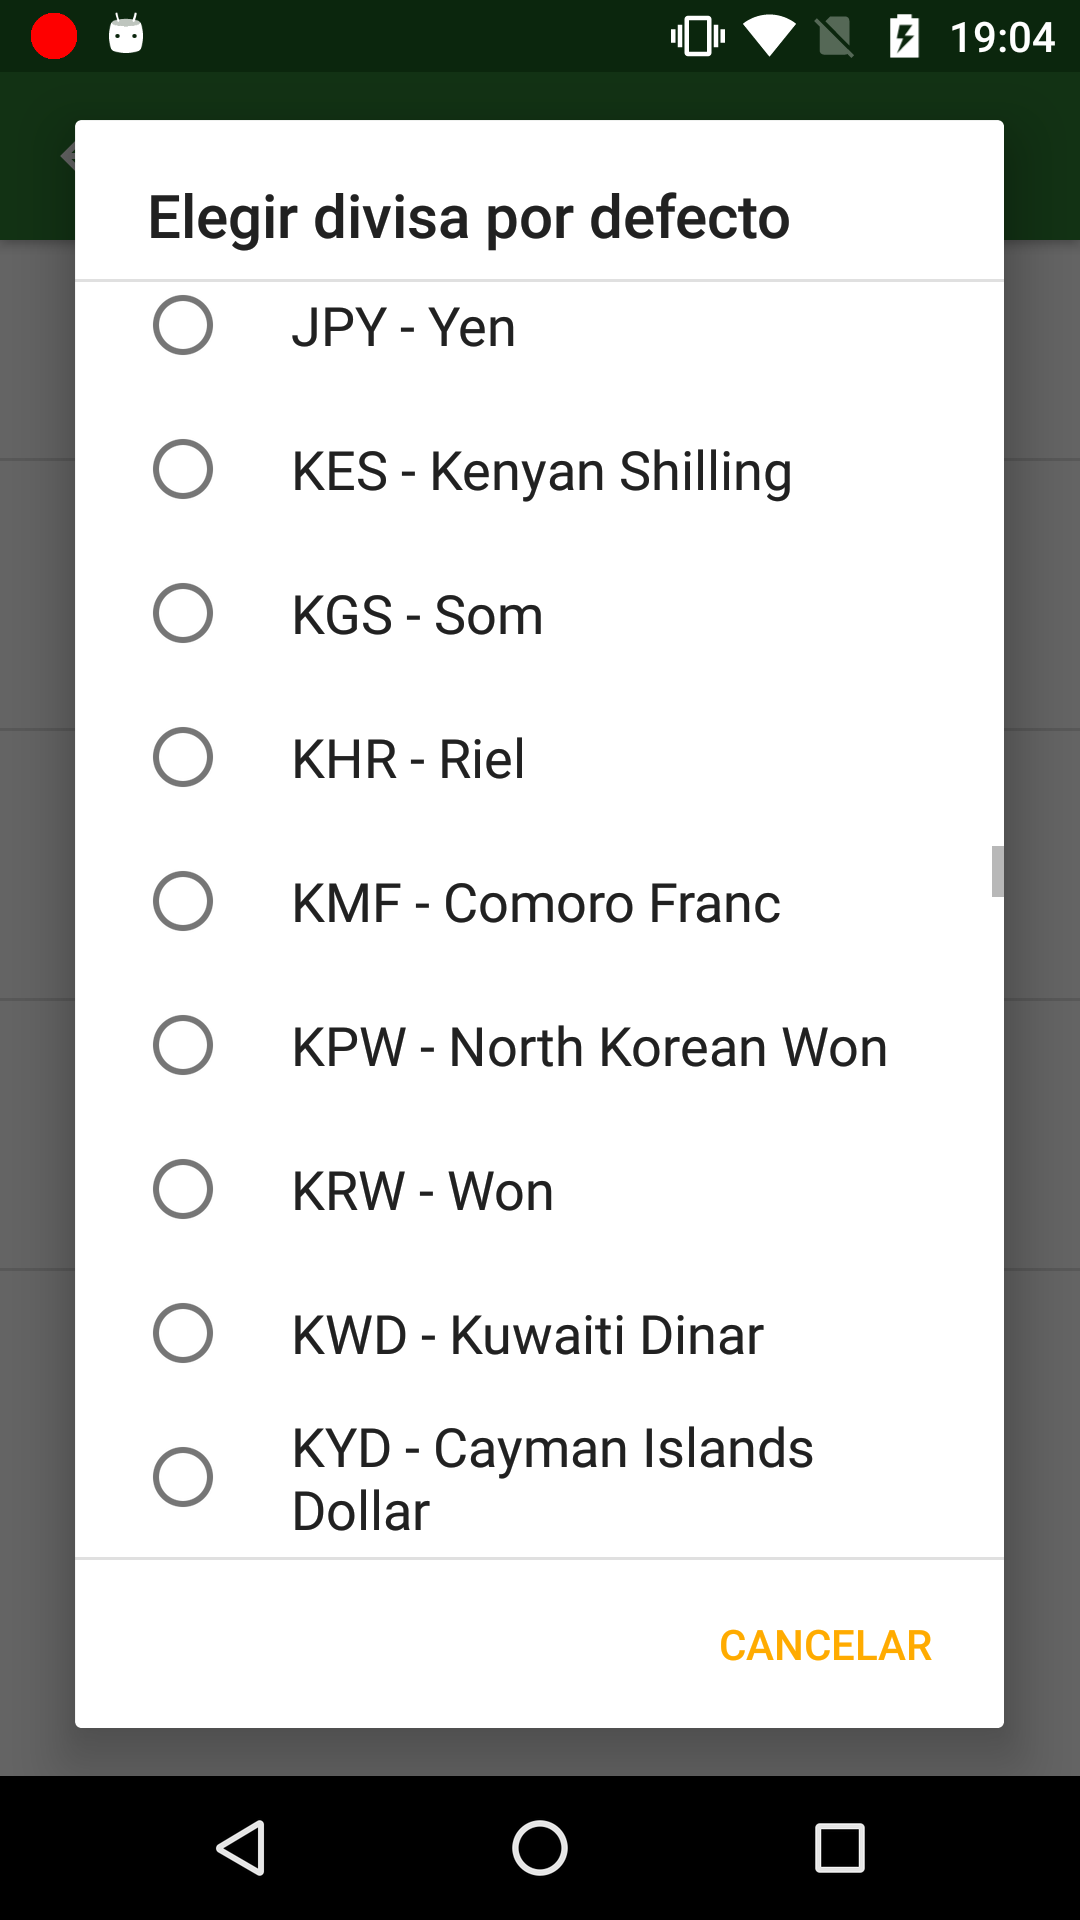 19:04
Elegir divisa por defecto
JPY - Yen
KES - Kenyan Shilling
KGS - Som
KHR - Riel
KMF - Comoro Franc
KPW - North Korean Won
KRW - Won
KWD - Kuwaiti Dinar
KYD - Cayman Islands
Dollar
CANCELAR